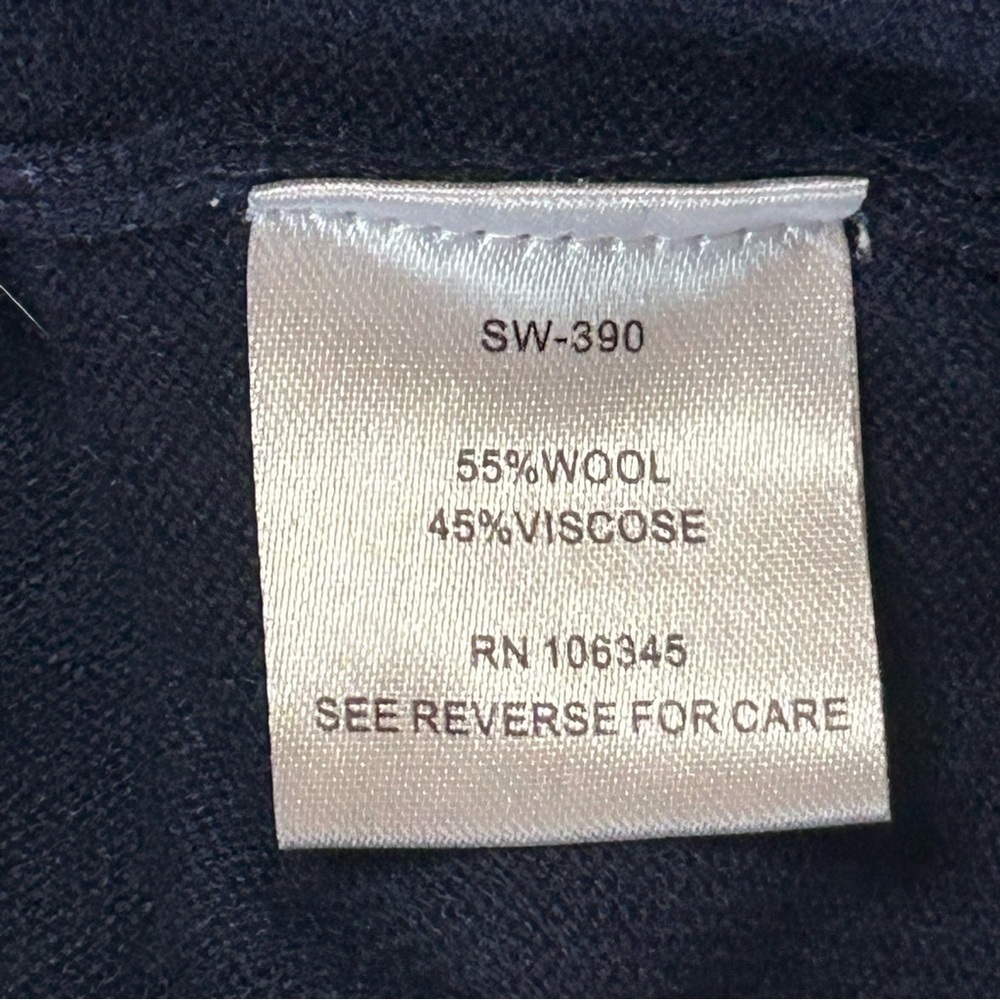 SW-390
55%WOOL
45%VISCOSE
RN 106345
SEE REVERSE FOR CARE